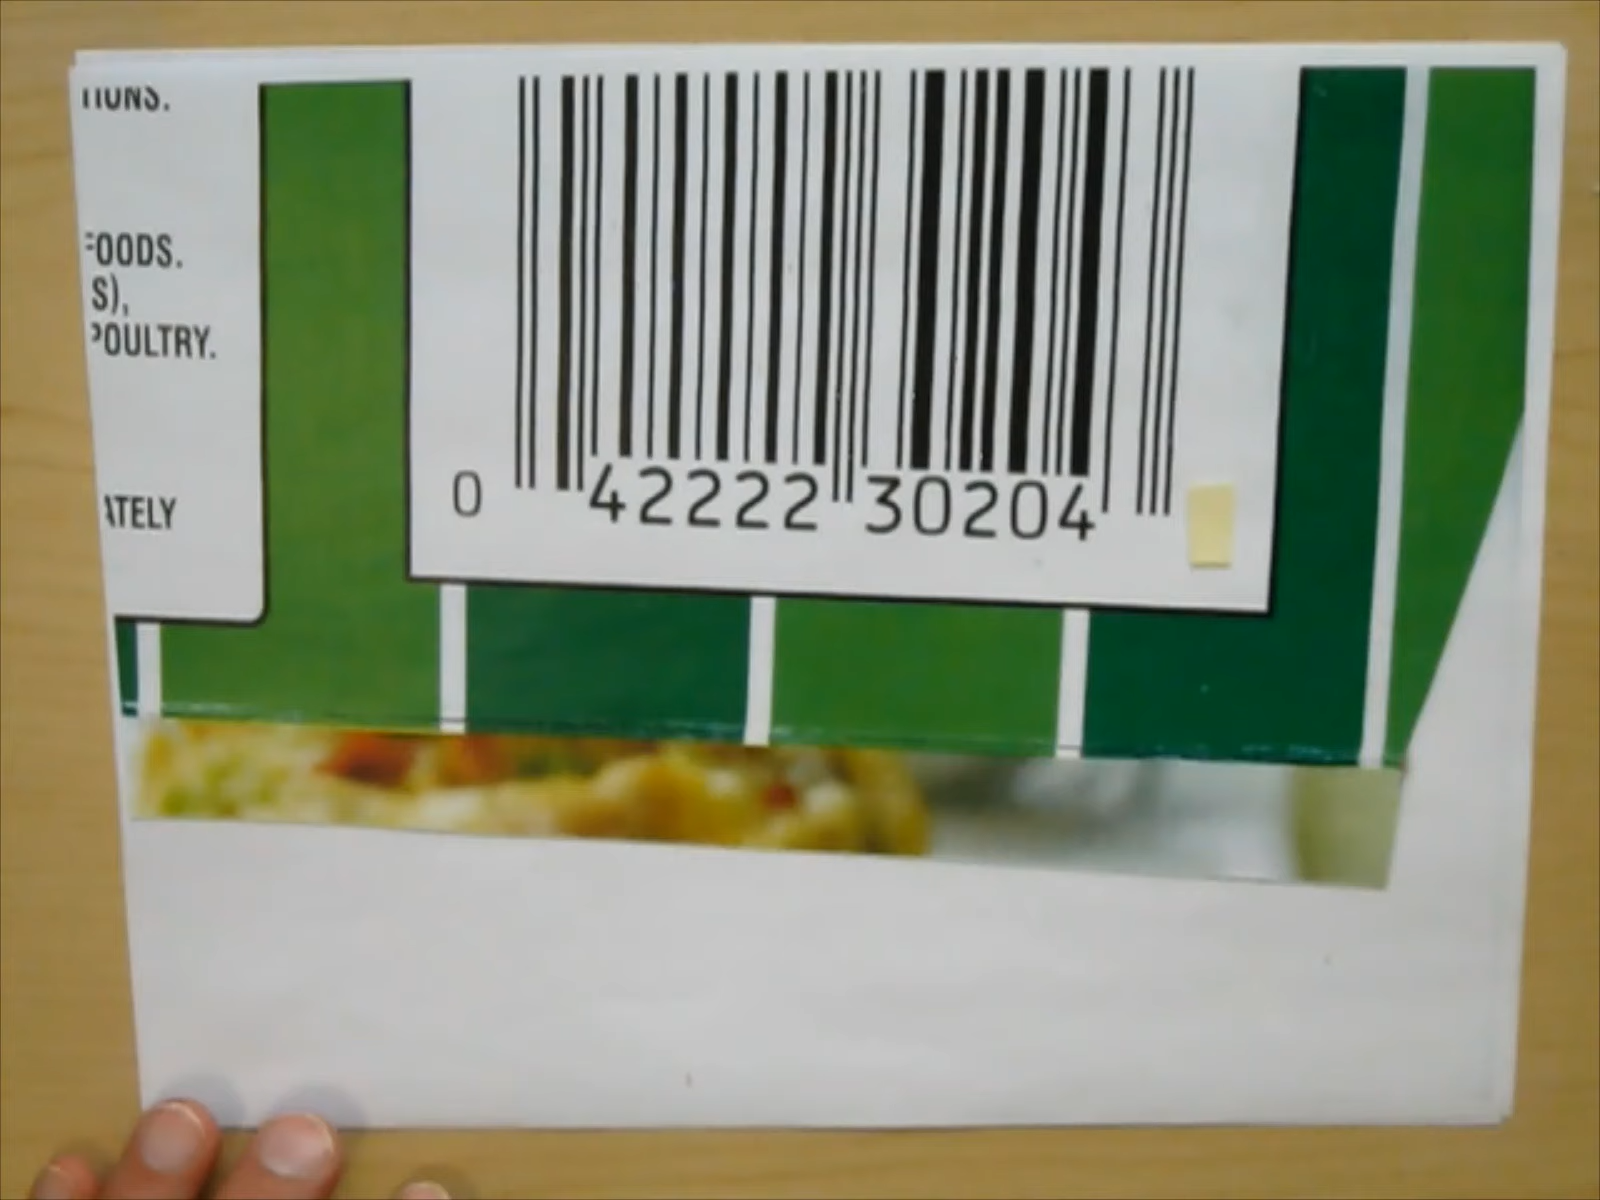 TIONS.
FOODS.
S),
POULTRY.
ATELY
0 42222 30204